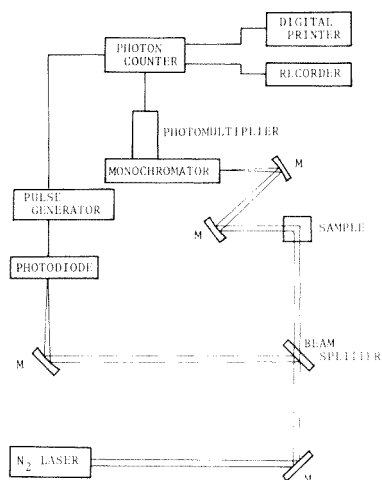 DIGITAL
PRINTER
PHOTON
COUNTER
RECORDER
PHOTOMULTIPLIER
MONOCHROMATOR
M
PULSE
GENERATOR
M
SAMPLE
PHOTODIODE
BEAM
SPLITTER
M
N2 LASER
M